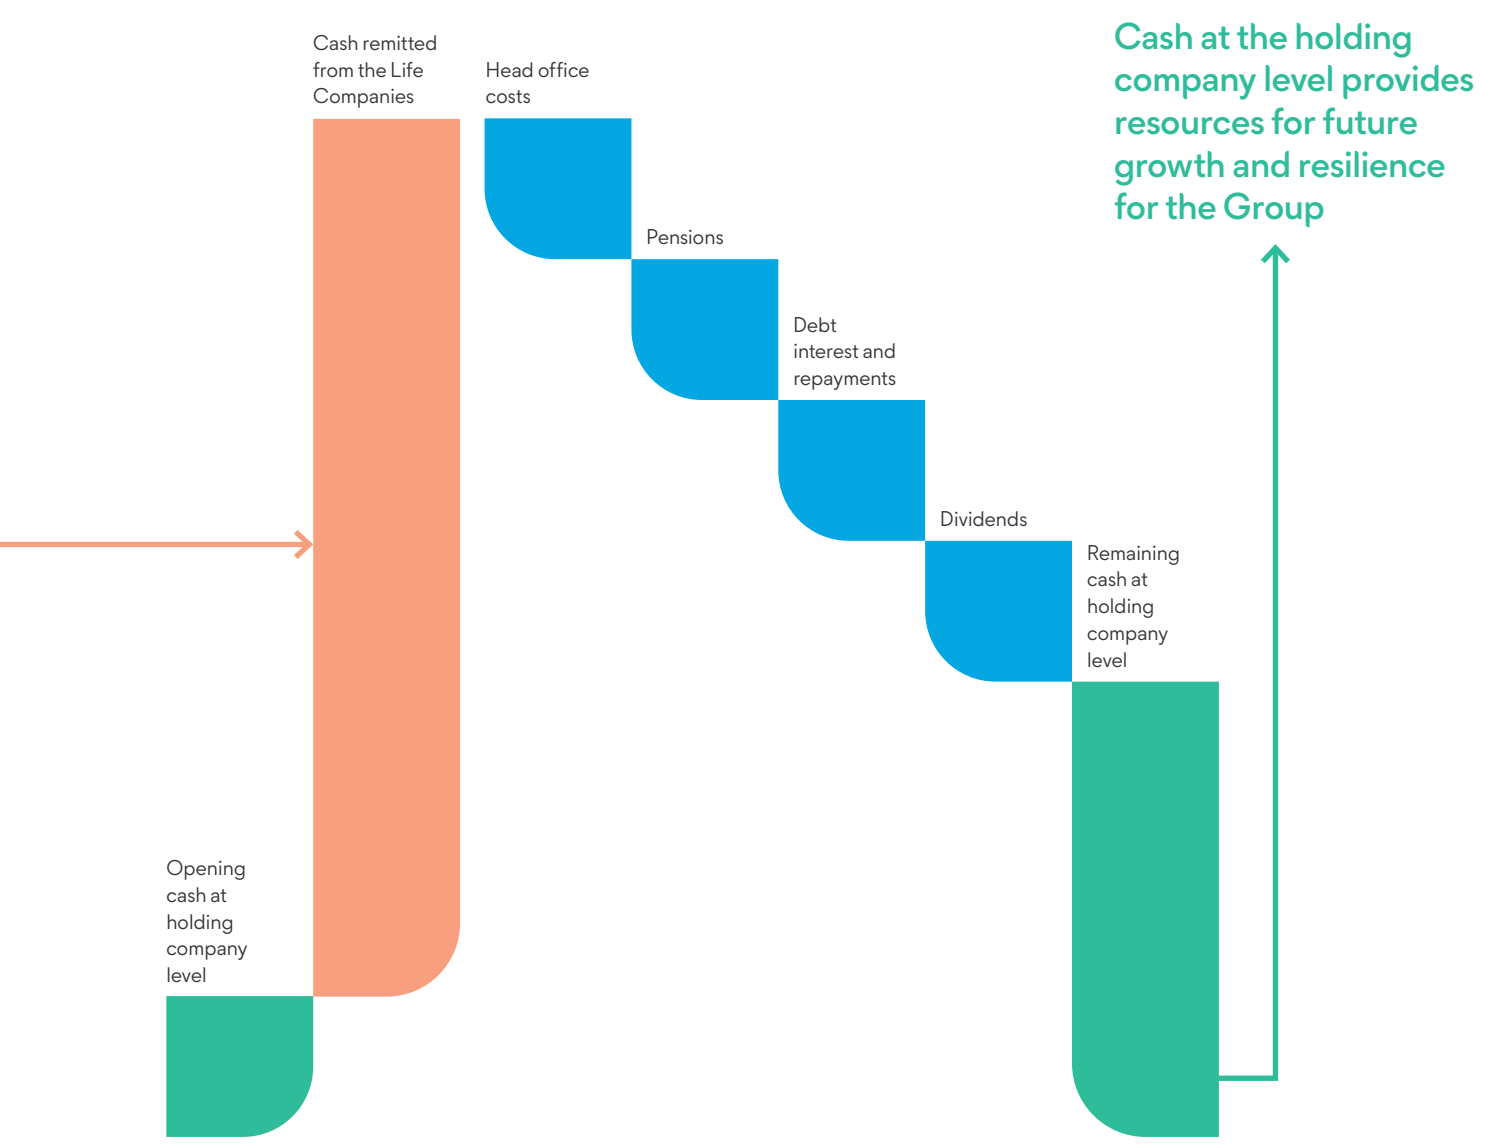 Cash remitted
from the Life
Companies
Head office
costs
Pensions
Debt
interest and
repayments
Dividends
Remaining
cash at
holding
company
level
Opening
cash at
holding
company
level
Cash at the holding
company level provides
resources for future
growth and resilience
for the Group